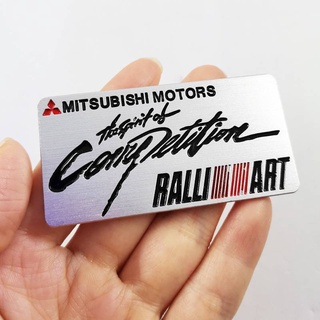 MITSUBISHI MOTORS
the spirit of
Competition
RALLI ART